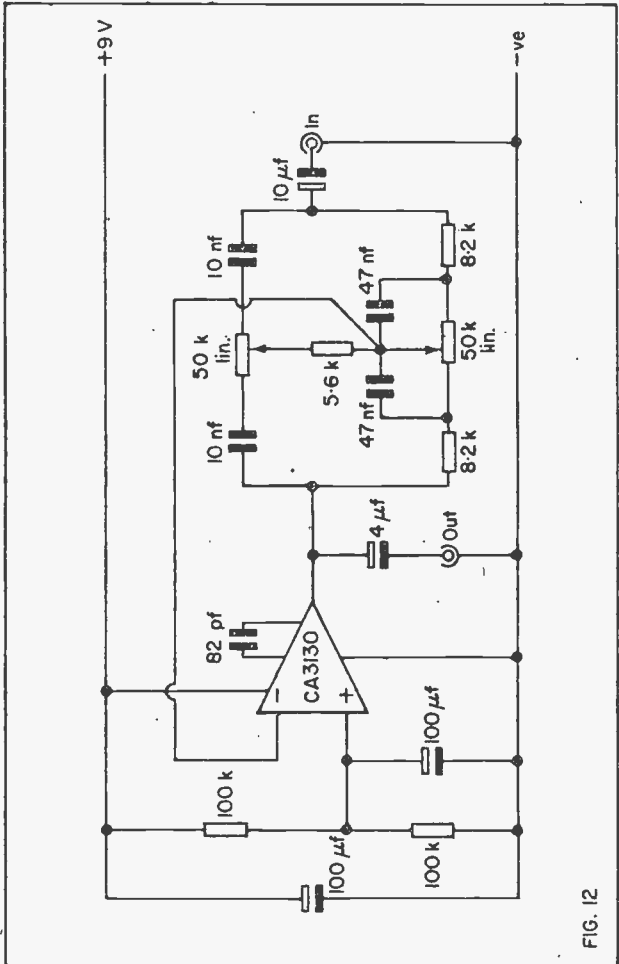 +9V
100 k
100 µf
100 k
100 µf
82 pf
−
CA3130
+
4 µf
Out
10 nf
50 k
lin.
10 nf
10 µf
In
5·6 k
47 nf
47 nf
8·2 k
50 k
lin.
8·2 k
−ve
FIG. 12